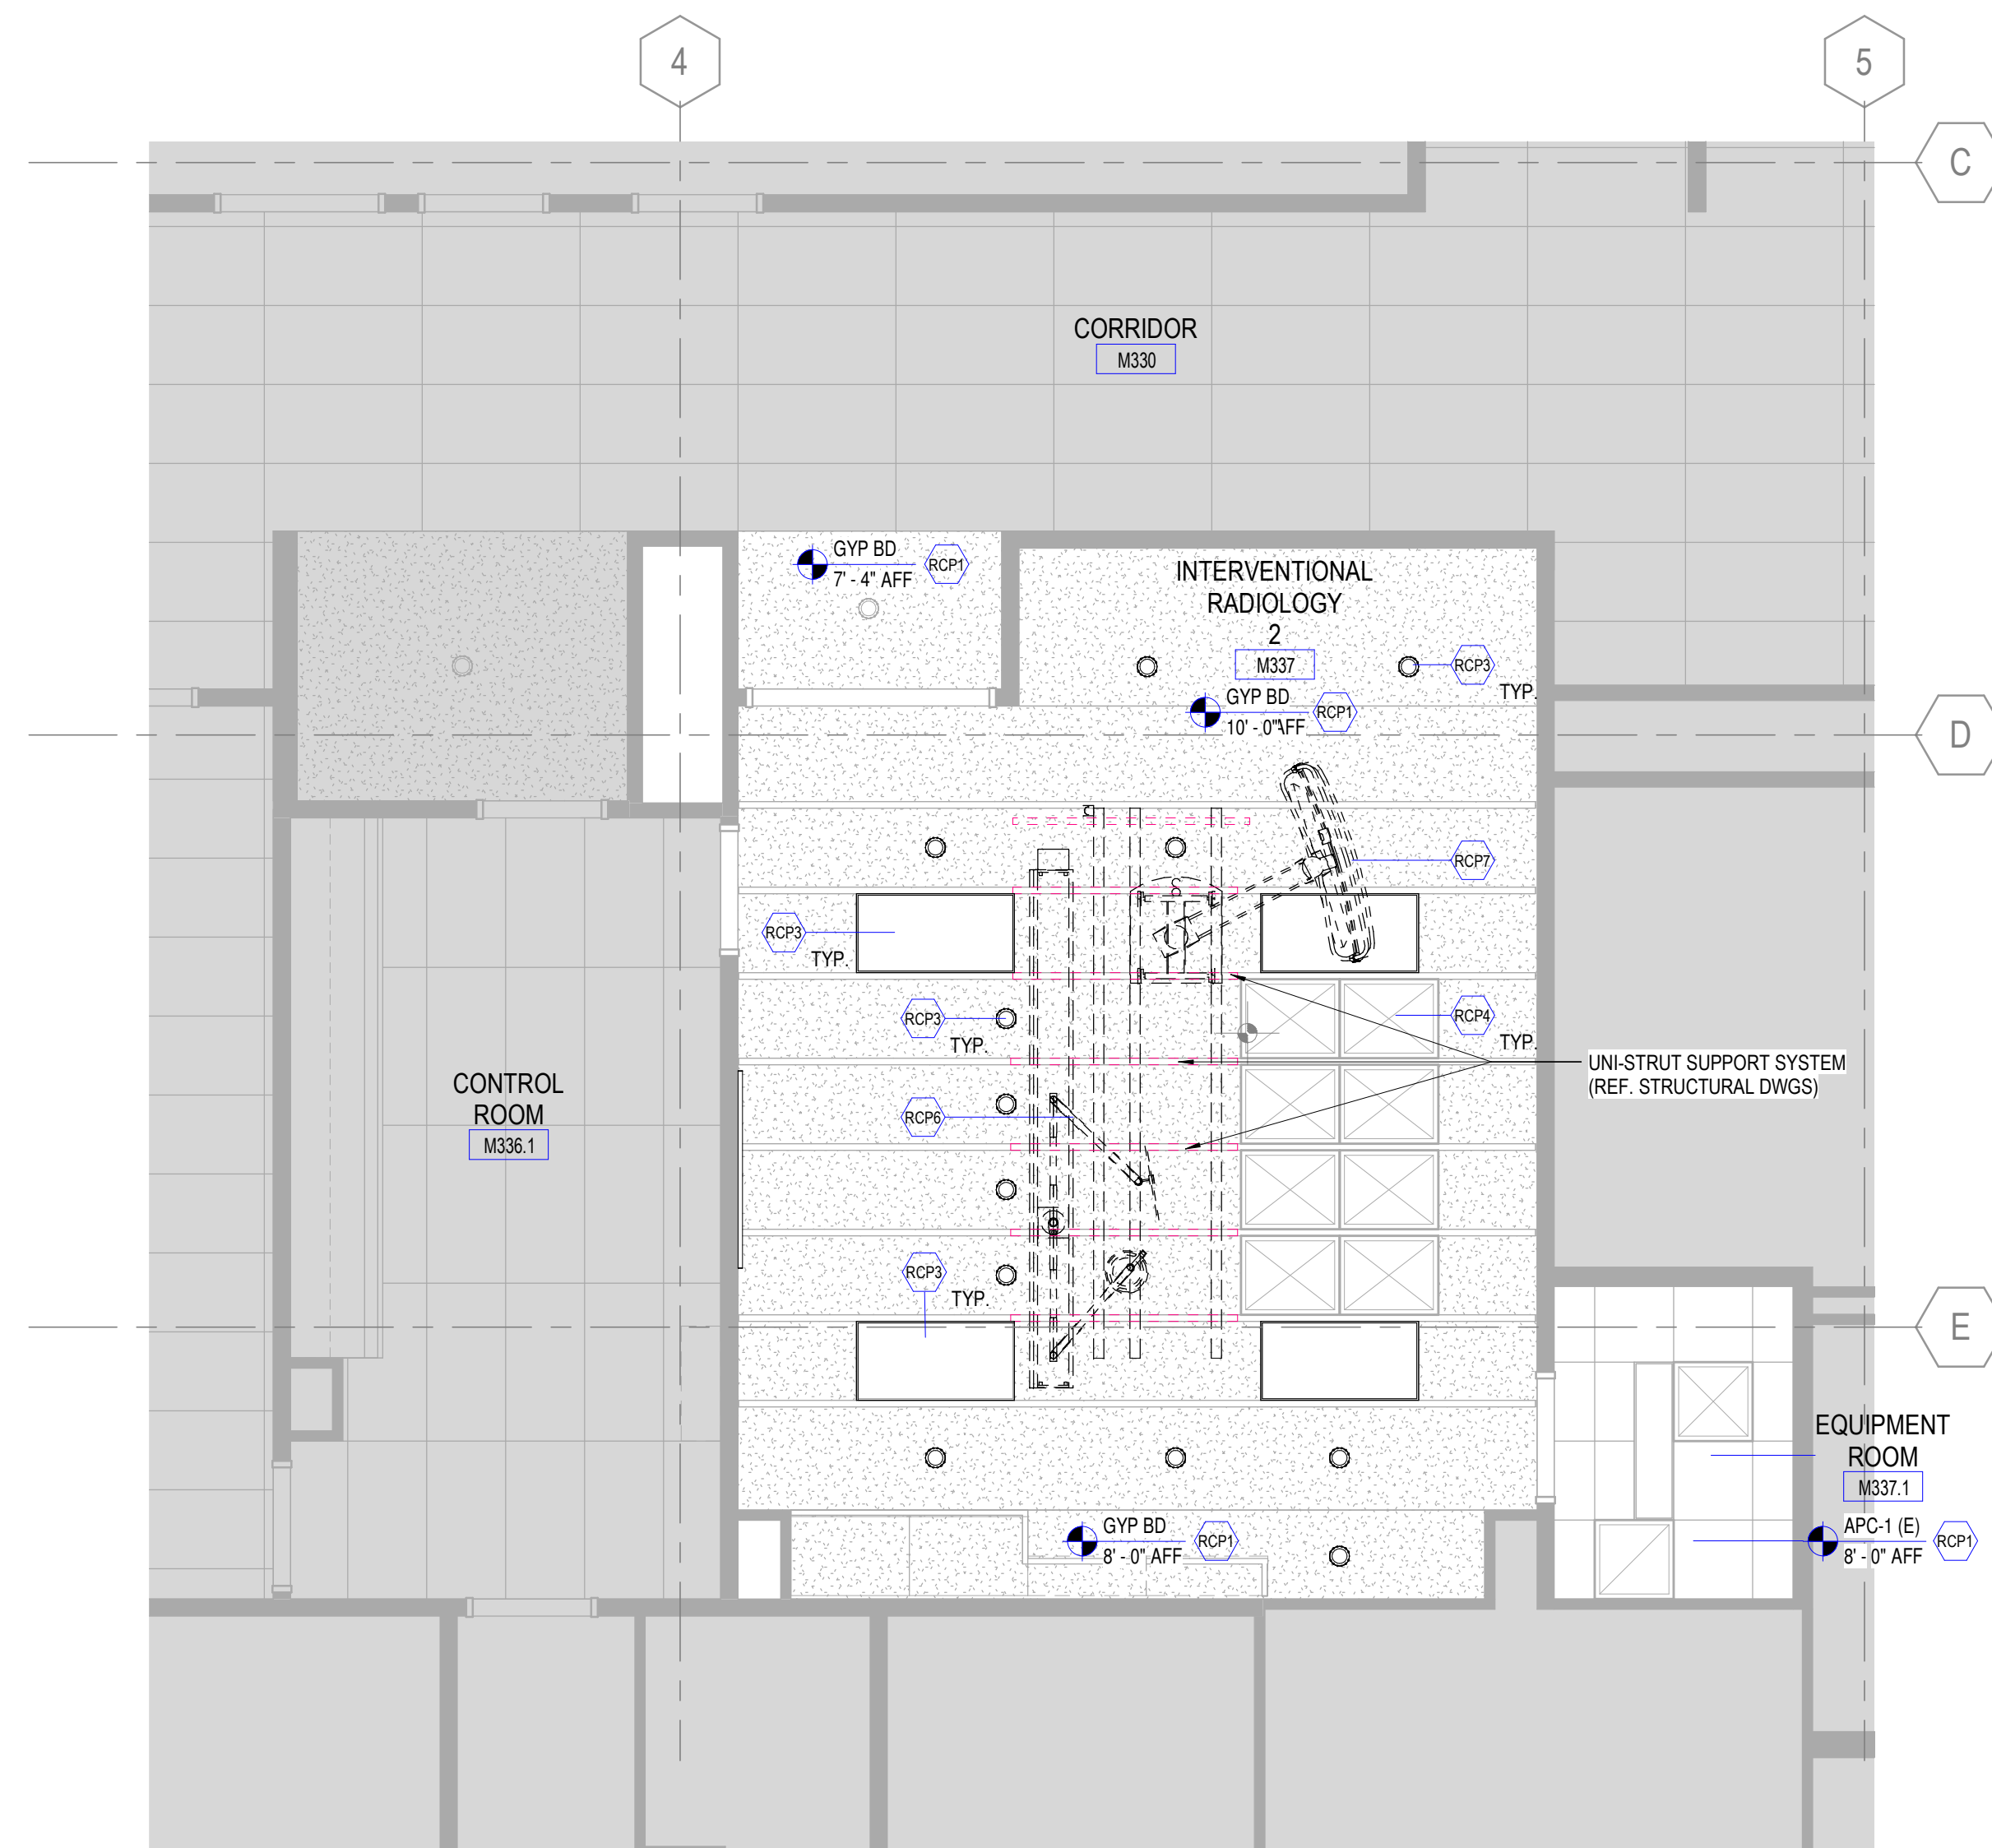 4
5
C
CORRIDOR
M330
GYP BD
7' - 4" AFF
RCP1
INTERVENTIONAL
RADIOLOGY
2
M337
RCP3
TYP.
GYP BD
10' - 0" AFF
RCP1
D
RCP7
RCP3
TYP.
RCP3
TYP.
RCP4
TYP.
UNI-STRUT SUPPORT SYSTEM
(REF. STRUCTURAL DWGS)
CONTROL
ROOM
M336.1
RCP6
RCP3
TYP.
E
EQUIPMENT
ROOM
M337.1
GYP BD
8' - 0" AFF
RCP1
APC-1 (E)
8' - 0" AFF
RCP1